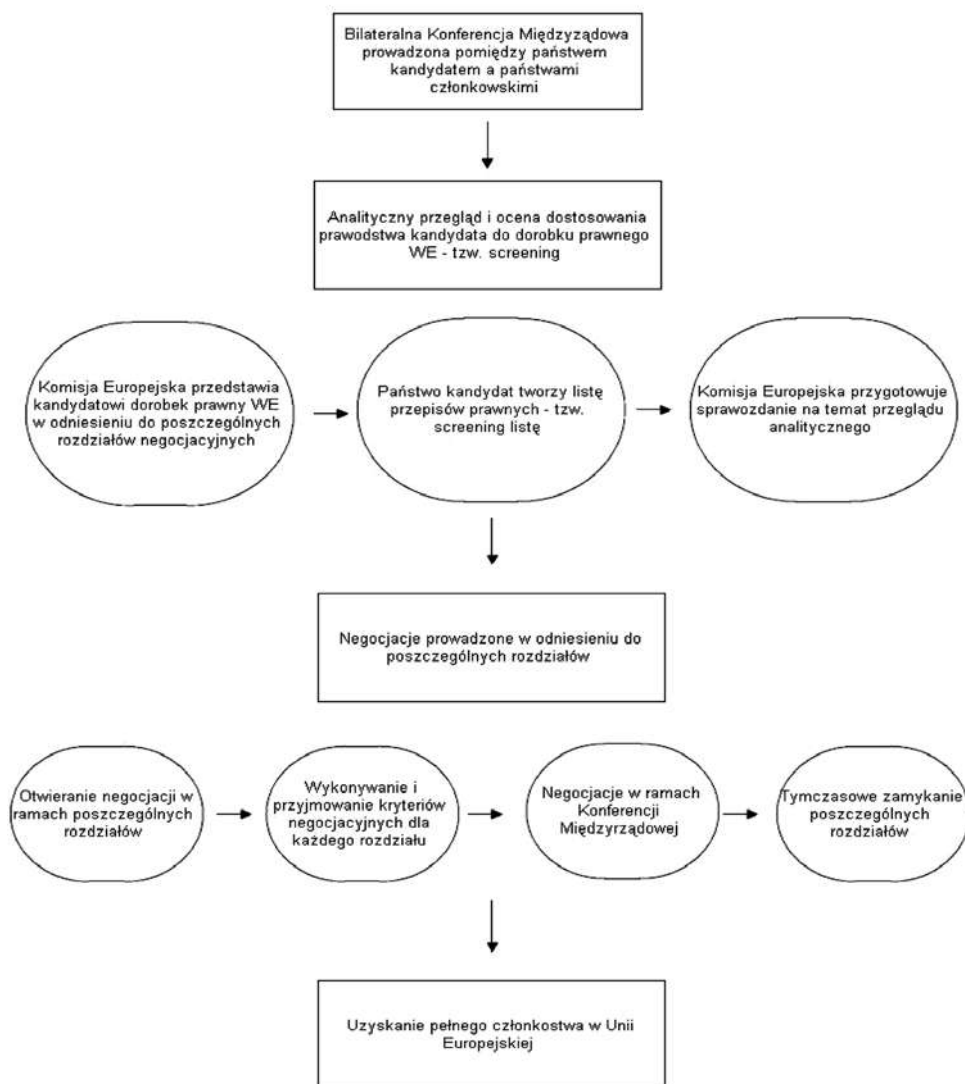 Bilateralna Konferencja Międzyządowa
prowadzona pomiędzy państwem
kandydatem a państwami
członkowskimi
Analityczny przegląd i ocena dostosowania
prawodstwa kandydata do dorobku prawnego
WE - tzw. screening
Komisja Europejska przedstawia
kandydatowi dorobek prawny WE
w odniesieniu do poszczególnych
rozdziałów negocjacyjnych
Państwo kandydat tworzy listę
przepisów prawnych - tzw.
screening listę
Komisja Europejska przygotowuje
sprawozdanie na temat przeglądu
analitycznego
Negocjacje prowadzone w odniesieniu do
poszczególnych rozdziałów
Otwieranie negocjacji w
ramach poszczególnych
rozdziałów
Wykonywanie i
przyjmowanie kryteriów
negocjacyjnych dla
każdego rozdziału
Negocjacje w ramach
Konferencji
Międzyrządowej
Tymczasowe zamykanie
poszczególnych
rozdziałów
Uzyskanie pełnego członkostwa w Unii
Europejskiej